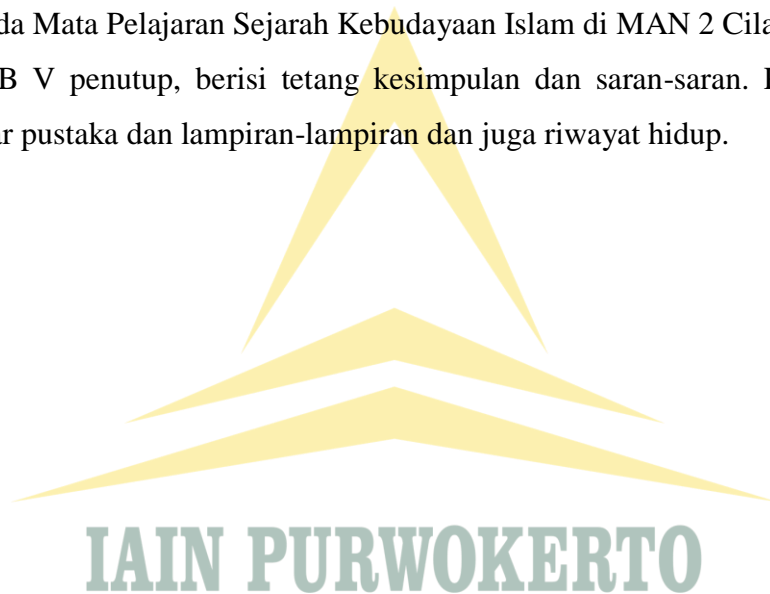 da Mata Pelajaran Sejarah Kebudayaan Islam di MAN 2 Cila
B V penutup, berisi tetang kesimpulan dan saran-saran.
ar pustaka dan lampiran-lampiran dan juga riwayat hidup.
IAIN PURWOKERTO